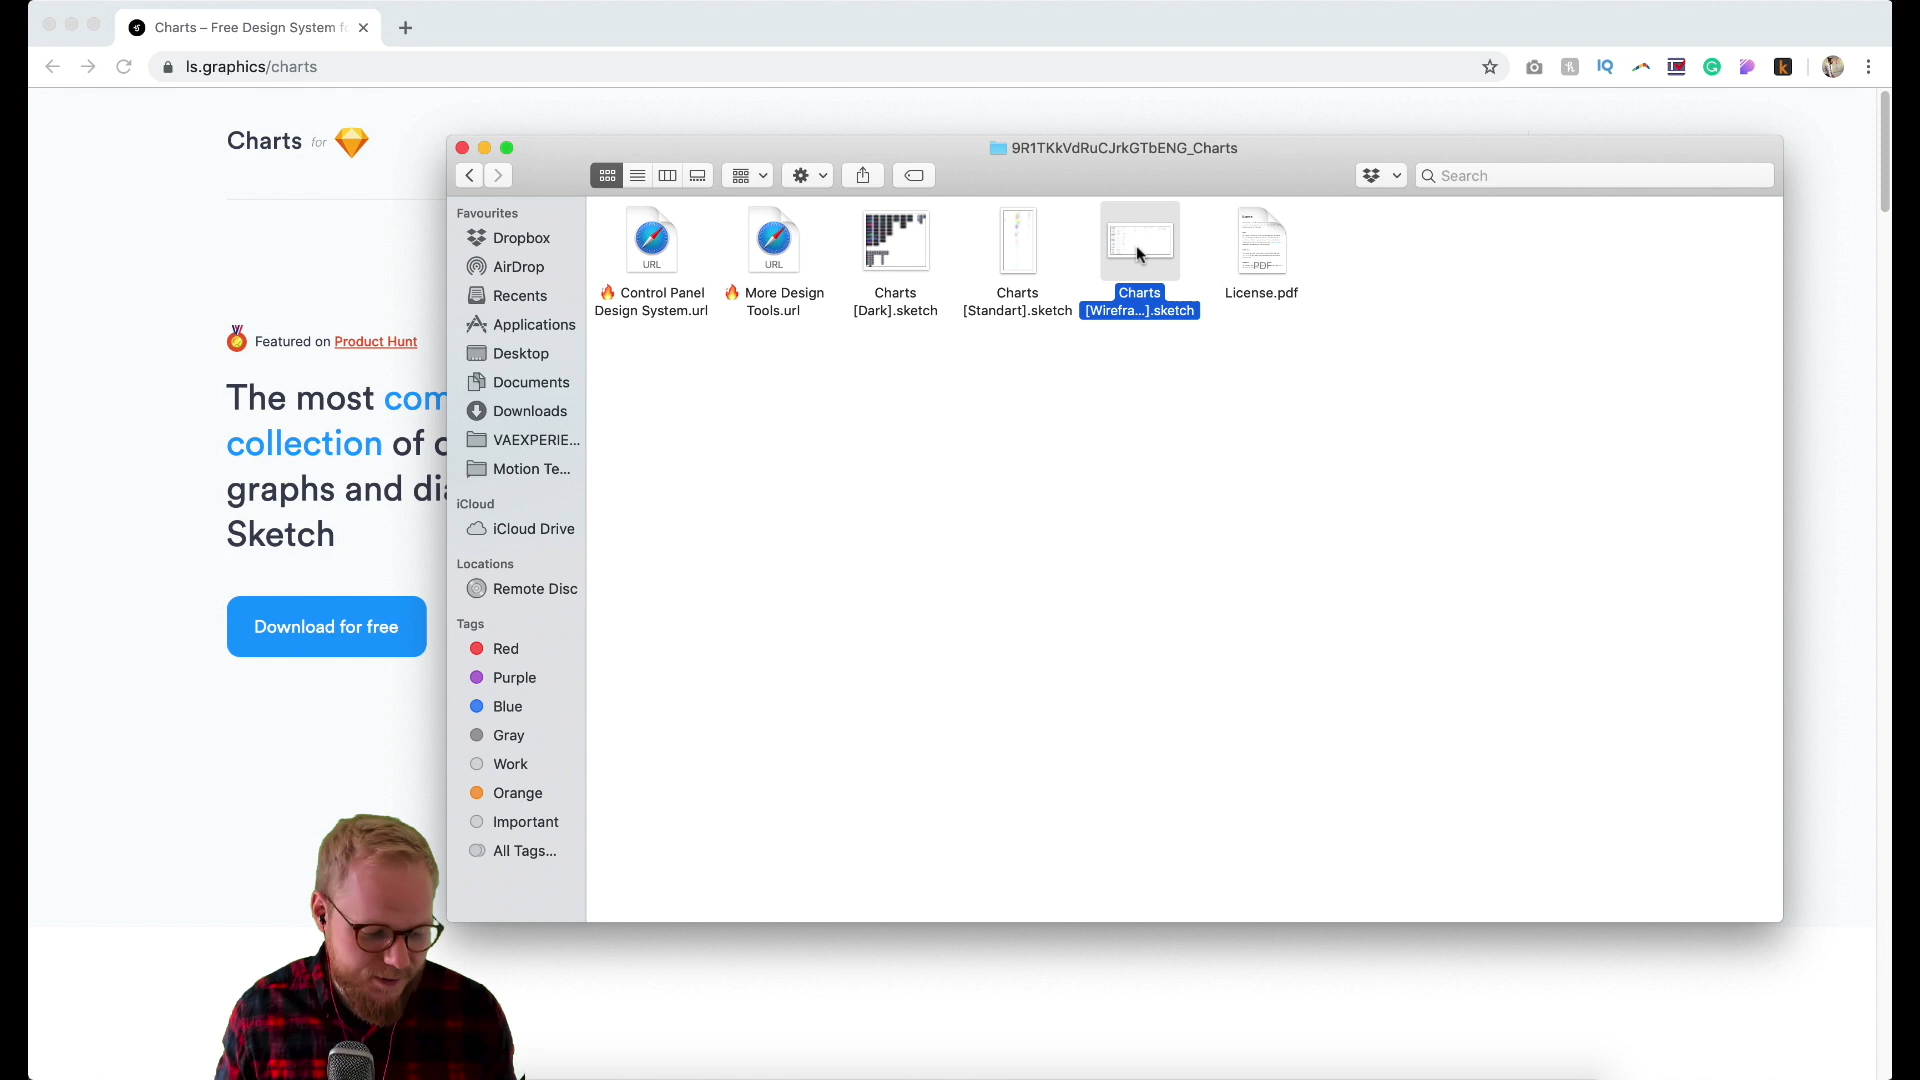 Charts – Free Design System fo
ls.graphics/charts
Charts for
9R1TKkVdRuCJrkGTbENG_Charts
Search
Favourites
Dropbox
AirDrop
Recents
Applications
Desktop
Documents
Downloads
VAEXPERIE...
Motion Te...
iCloud
iCloud Drive
Locations
Remote Disc
Tags
Red
Purple
Blue
Gray
Work
Orange
Important
All Tags...
URL
🔥 Control Panel
Design System.url
URL
🔥 More Design
Tools.url
Charts
[Dark].sketch
Charts
[Standart].sketch
Charts
[Wirefra...].sketch
PDF
License.pdf
Featured on Product Hunt
The most com
collection of c
graphs and dia
Sketch
Download for free